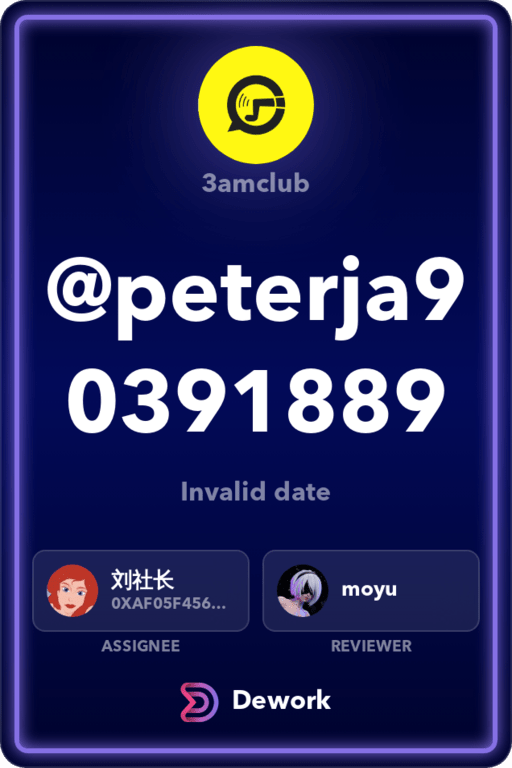 3amclub
@peterja9
0391889
Invalid date
刘社长
0XAF05F456...
ASSIGNEE
moyu
REVIEWER
Dework